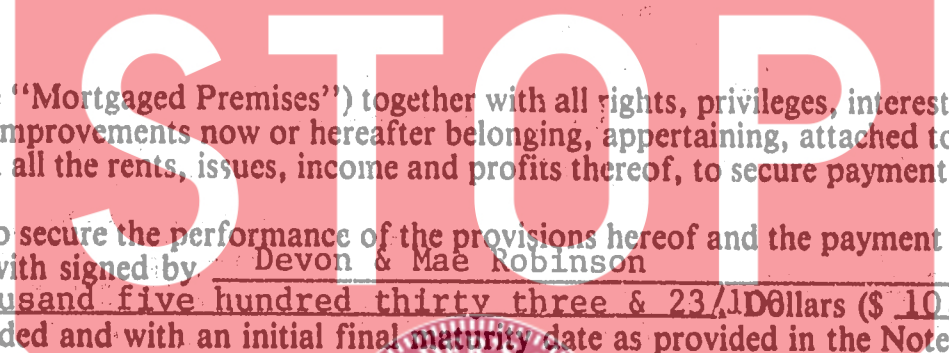 STOP
"Mortgaged Premises") together with all rights, privileges, interest
improvements now or hereafter belonging, appertaining, attached to
all the rents, issues, income and profits thereof, to secure payment
secure the performance of the provisions hereof and the payment
with signed by Devon & Mae Robinson
usand five hundred thirty three & 23/100 Dollars ($ 10
ded and with an initial final maturity date as provided in the Note